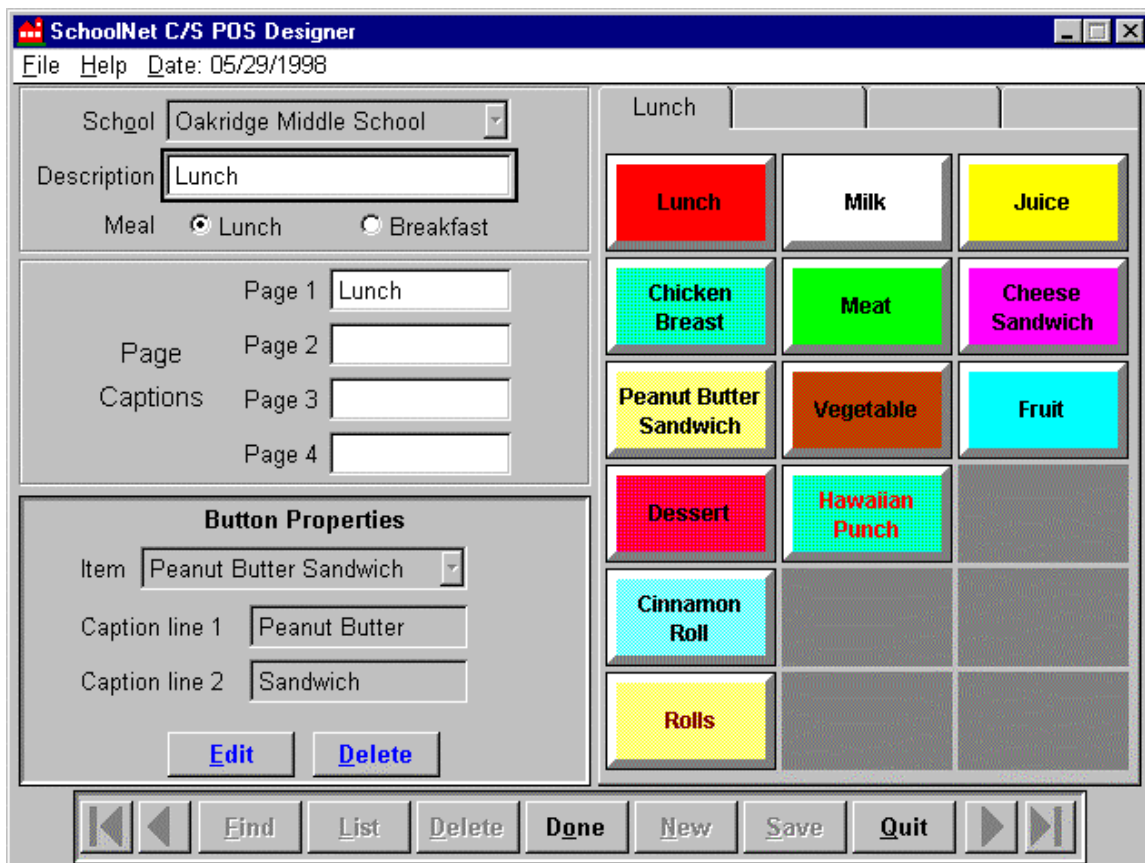 SchoolNet C/S POS Designer
File Help Date: 05/29/1998
School Oakridge Middle School
Description Lunch
Meal Lunch Breakfast
Page Captions
Page 1 Lunch
Page 2
Page 3
Page 4
Button Properties
Item Peanut Butter Sandwich
Caption line 1 Peanut Butter
Caption line 2 Sandwich
Edit Delete
Lunch
Lunch Milk Juice
Chicken Breast
Meat
Cheese Sandwich
Peanut Butter Sandwich
Vegetable
Fruit
Dessert
Hawaiian Punch
Cinnamon Roll
Rolls
Find List Delete Done New Save Quit